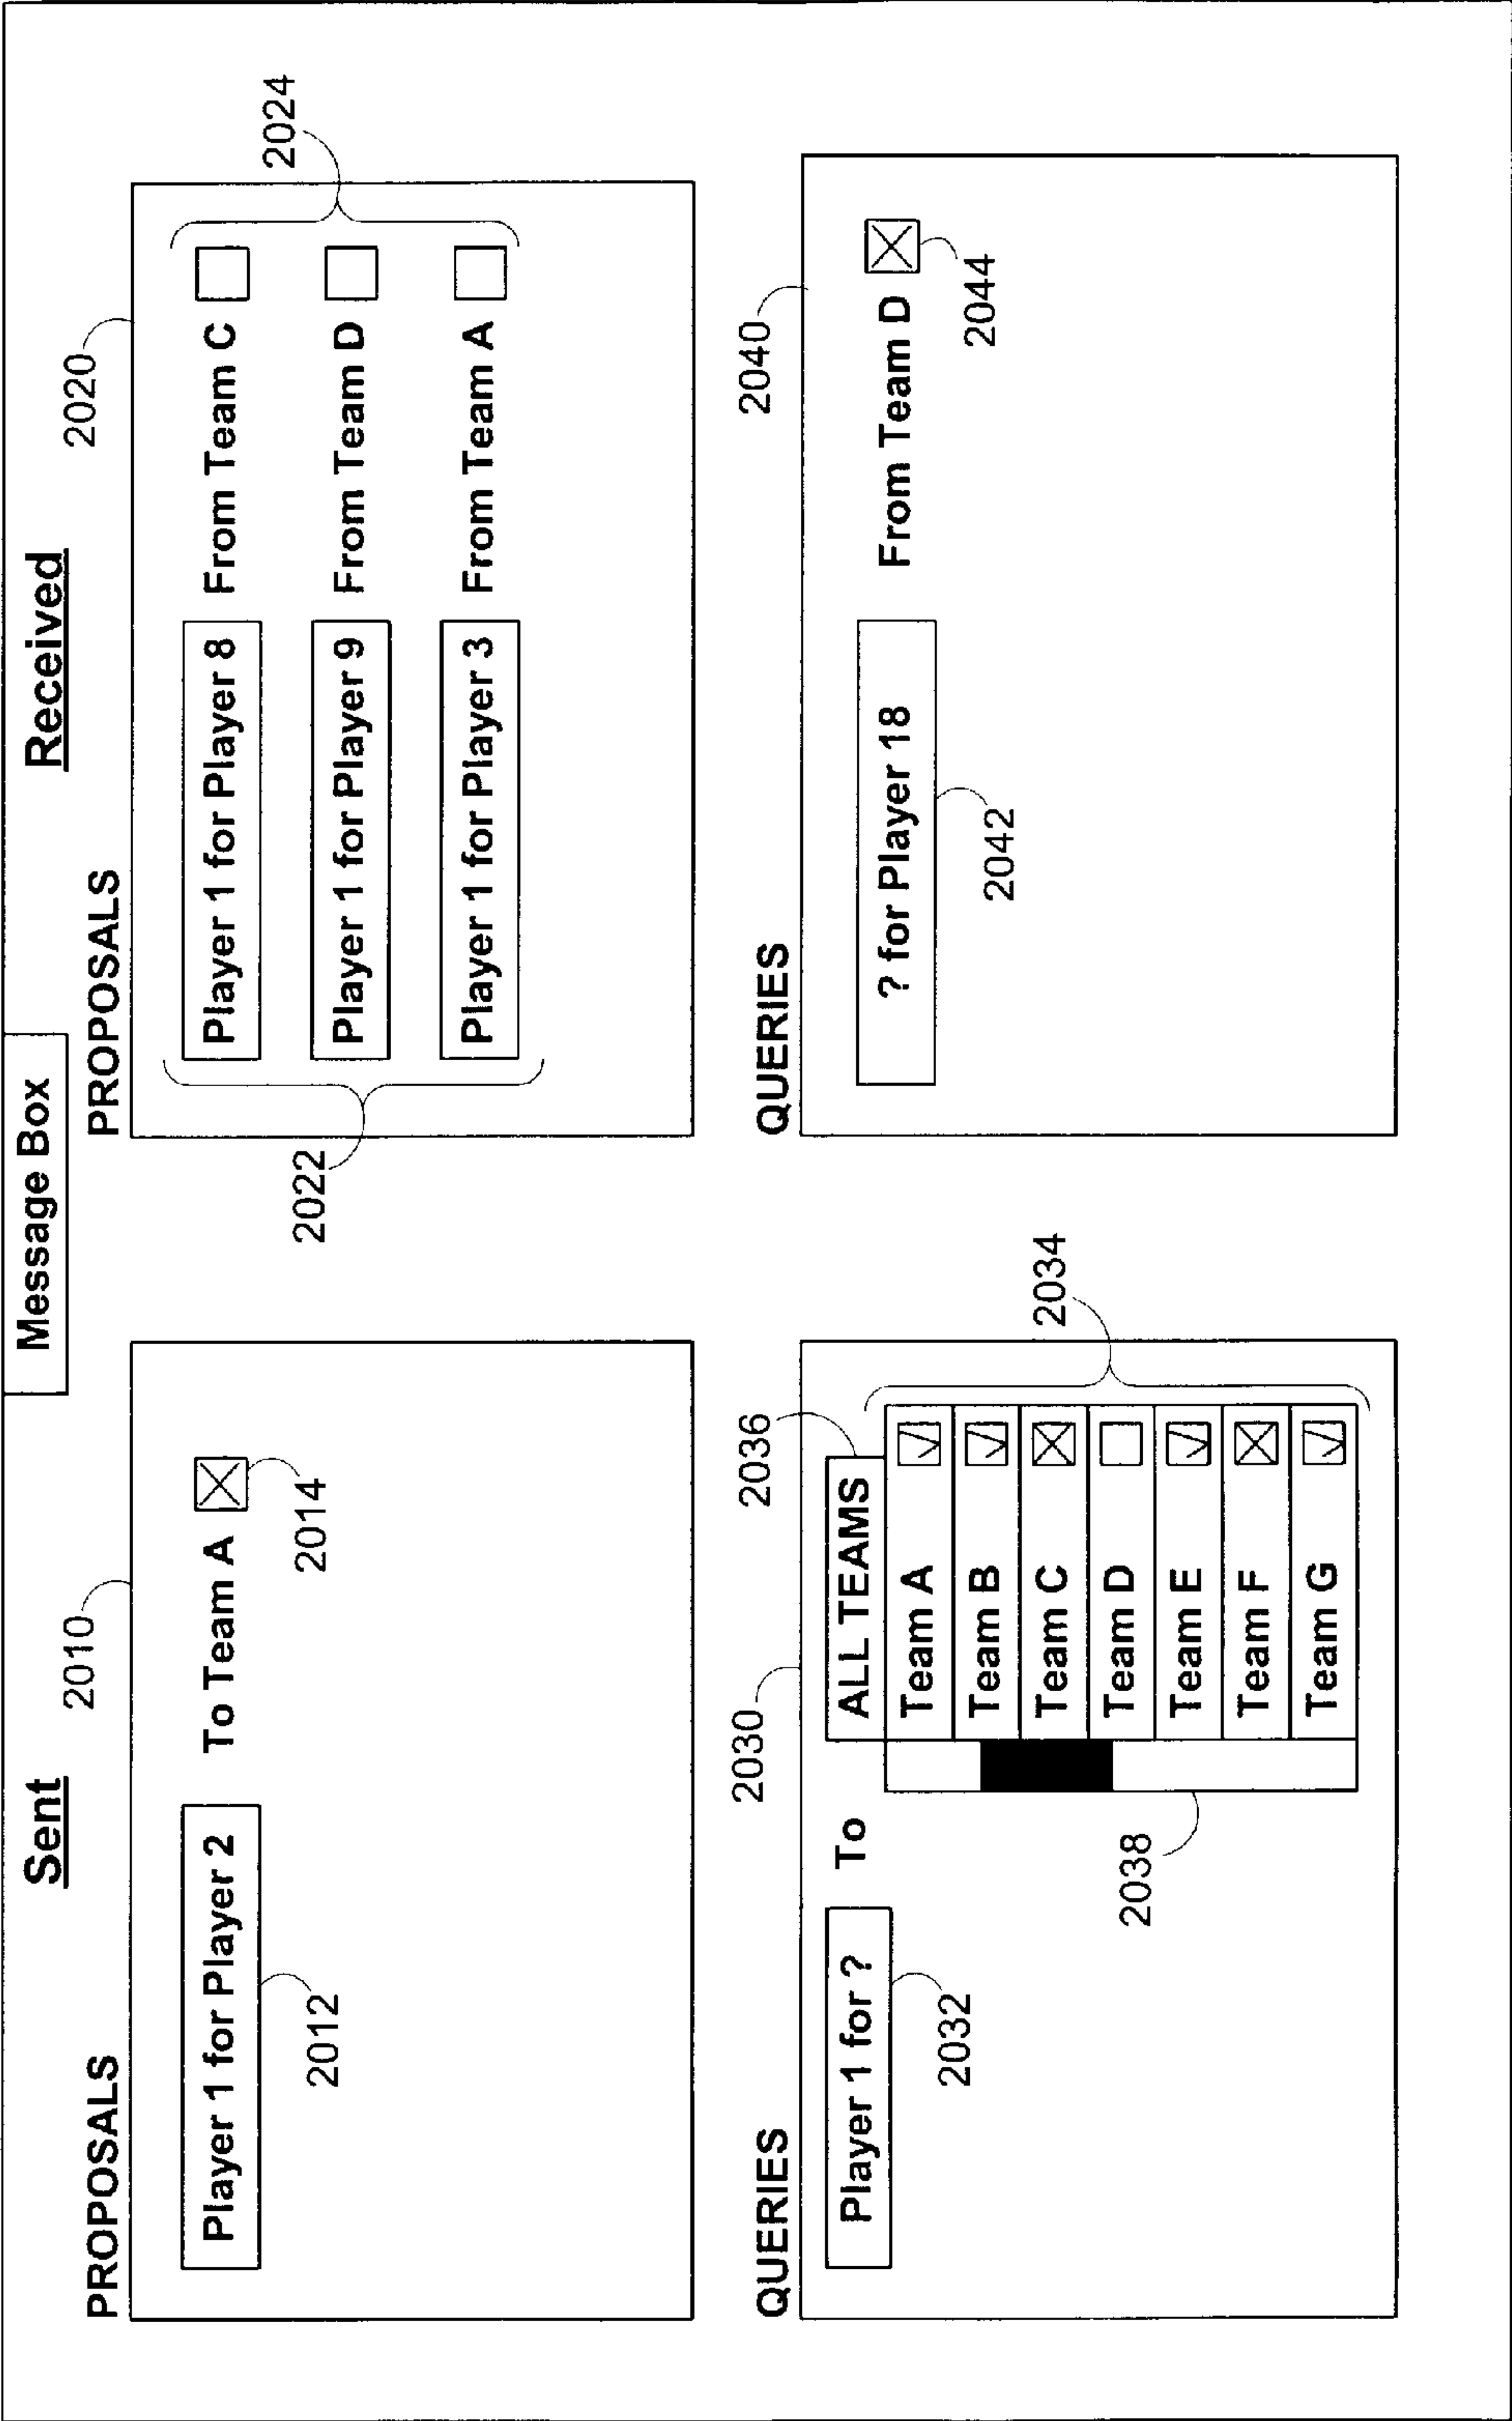 Message Box
Sent
Received
PROPOSALS
2010
Player 1 for Player 2
To Team A
2012
2014
PROPOSALS
2020
Player 1 for Player 8
From Team C
Player 1 for Player 9
From Team D
Player 1 for Player 3
From Team A
2022
2024
QUERIES
2030
2036
Player 1 for ?
To
ALL TEAMS
Team A
Team B
Team C
Team D
Team E
Team F
Team G
2032
2038
2034
QUERIES
2040
? for Player 18
From Team D
2042
2044